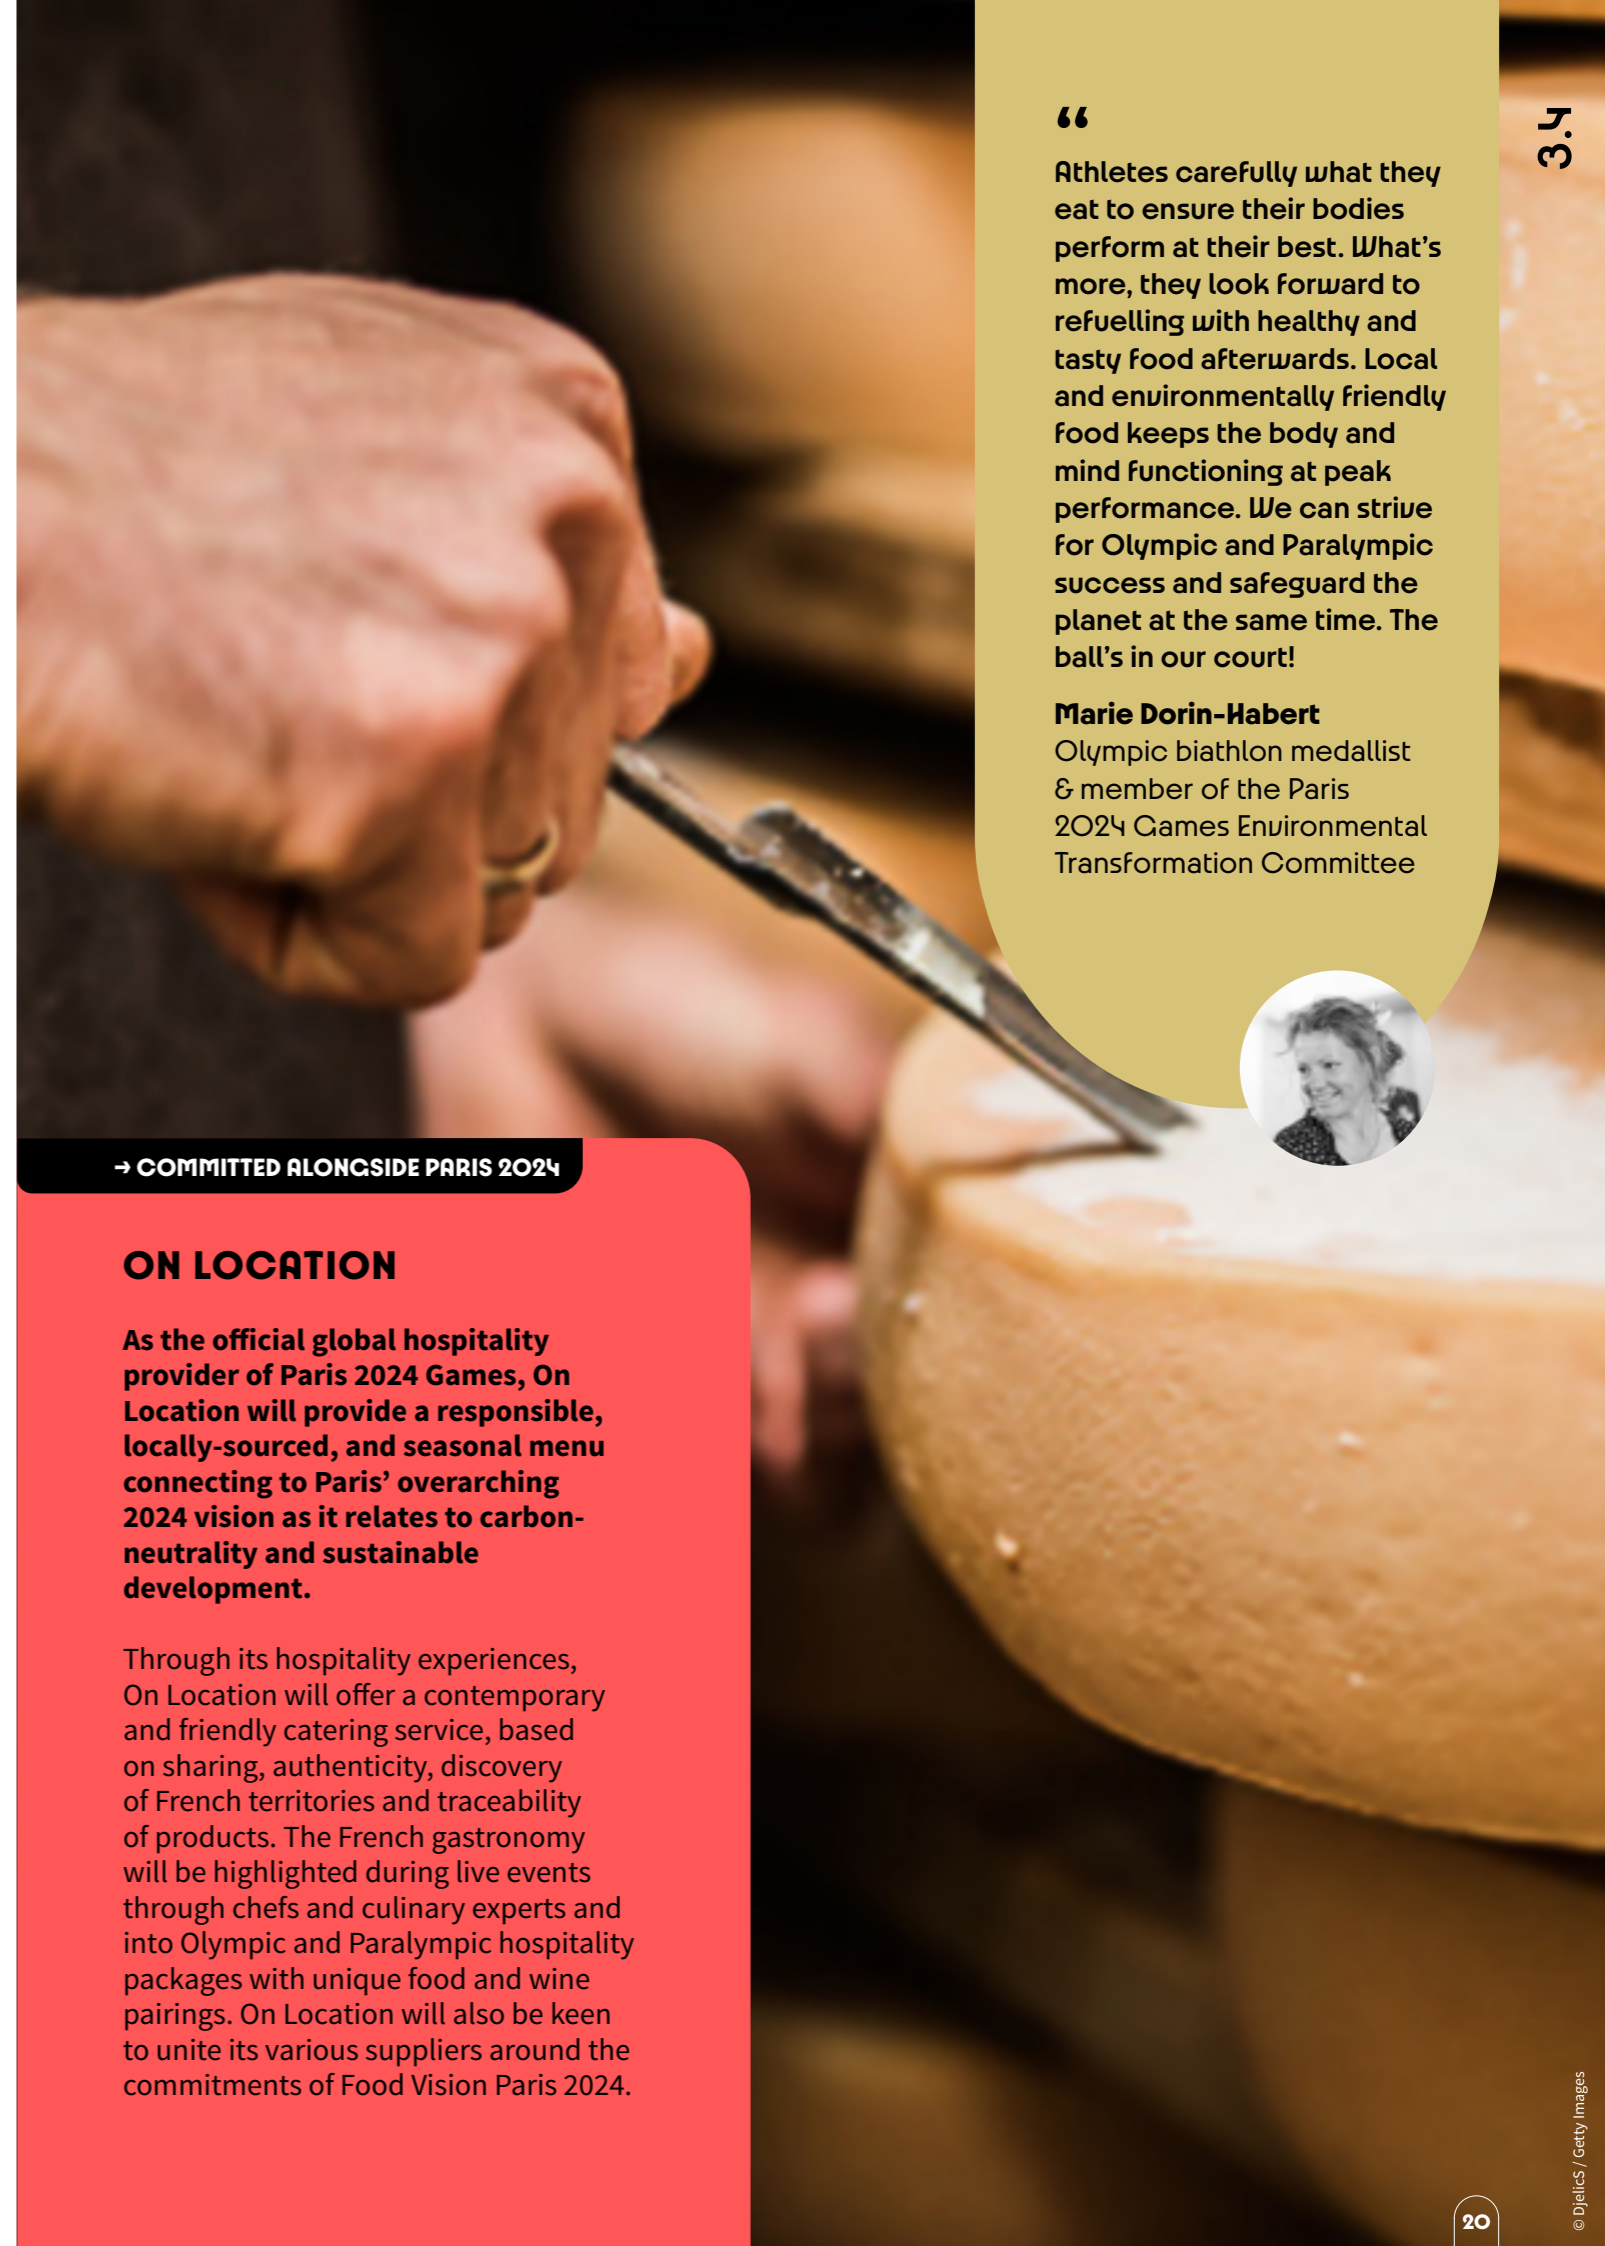 3.4
“
Athletes carefully what they
eat to ensure their bodies
perform at their best. What’s
more, they look forward to
refuelling with healthy and
tasty food afterwards. Local
and environmentally friendly
food keeps the body and
mind functioning at peak
performance. We can strive
for Olympic and Paralympic
success and safeguard the
planet at the same time. The
ball’s in our court!
Marie Dorin-Habert
Olympic biathlon medallist
& member of the Paris
2024 Games Environmental
Transformation Committee
→ COMMITTED ALONGSIDE PARIS 2024
ON LOCATION
As the official global hospitality
provider of Paris 2024 Games, On
Location will provide a responsible,
locally-sourced, and seasonal menu
connecting to Paris’ overarching
2024 vision as it relates to carbon-
neutrality and sustainable
development.
Through its hospitality experiences,
On Location will offer a contemporary
and friendly catering service, based
on sharing, authenticity, discovery
of French territories and traceability
of products. The French gastronomy
will be highlighted during live events
through chefs and culinary experts and
into Olympic and Paralympic hospitality
packages with unique food and wine
pairings. On Location will also be keen
to unite its various suppliers around the
commitments of Food Vision Paris 2024.
© DjelicS / Getty Images
20